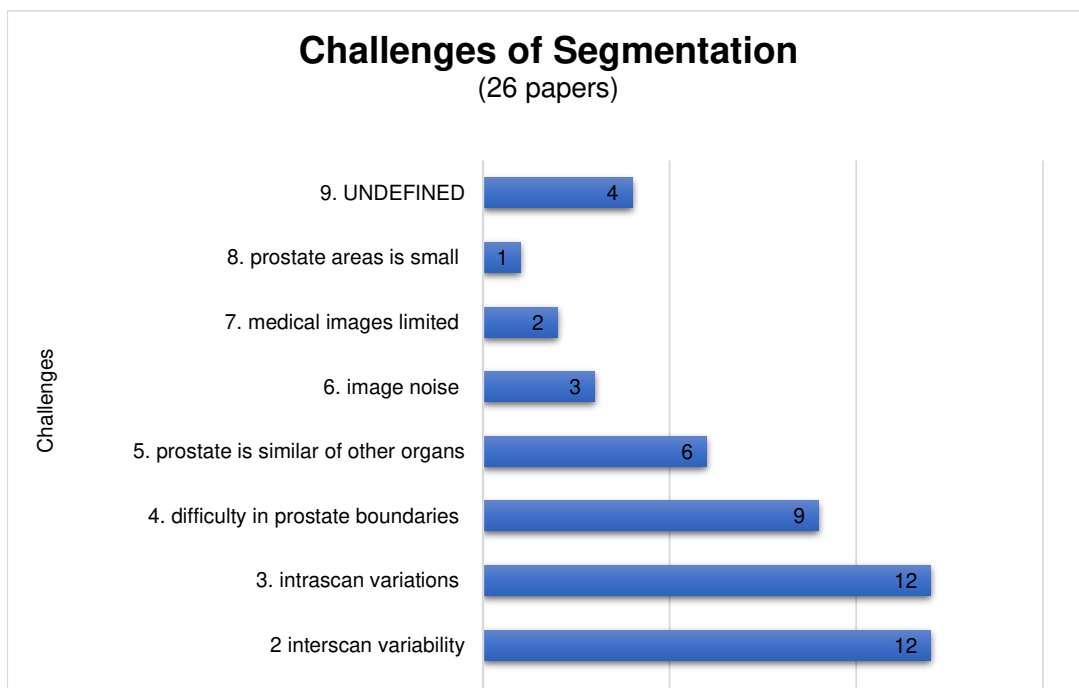 Challenges of Segmentation
(26 papers)
9. UNDEFINED 4
8. prostate areas is small 1
7. medical images limited 2
6. image noise 3
5. prostate is similar of other organs 6
4. difficulty in prostate boundaries 9
3. intrascan variations 12
2 interscan variability 12
Challenges